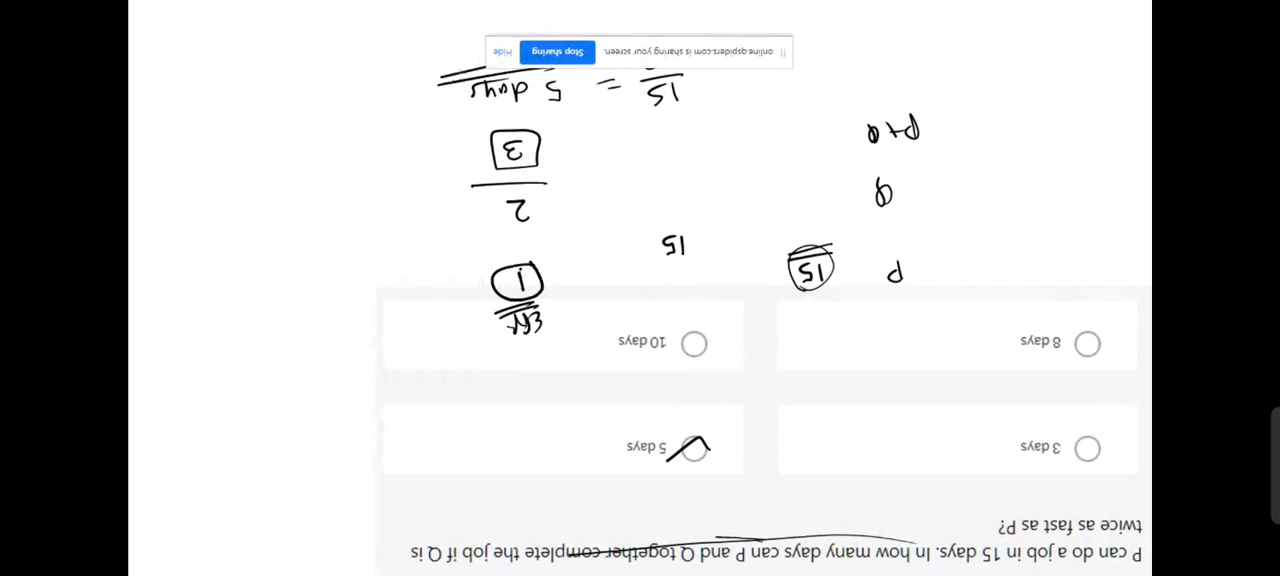 P can do a job in 15 days. In how many days can P and Q together complete the job if Q is
twice as fast as P?
3 days
5 days
8 days
10 days
Eff
P 15 1
15
Q 2
P+Q 3
15 = 5 days
|| online.qspiders.com is sharing your screen. Stop sharing Hide